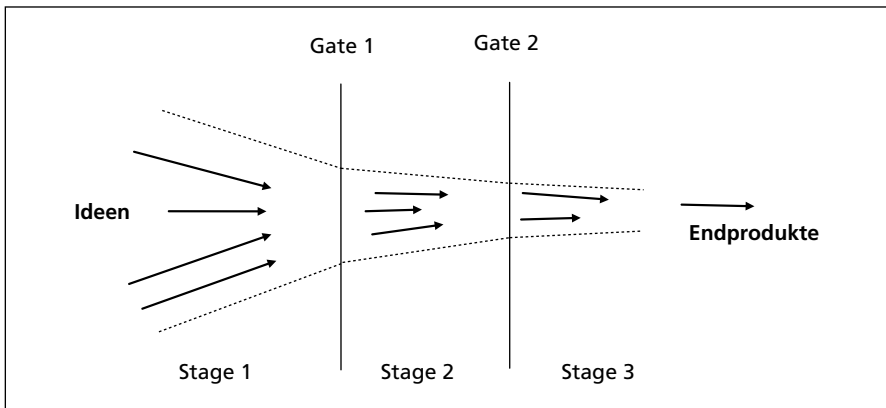 Gate 1
Gate 2
Ideen
Endprodukte
Stage 1
Stage 2
Stage 3